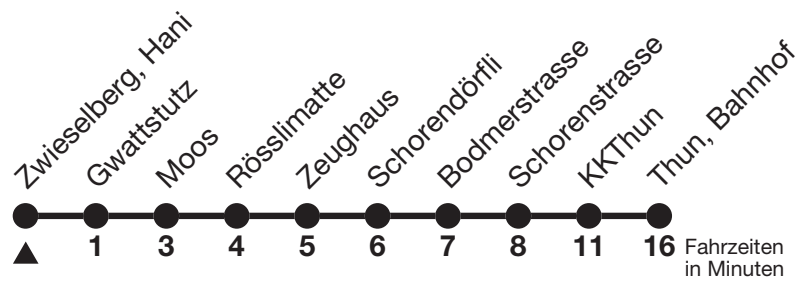 Zwieselberg, Hani
Gwattstutz
Moos
Rösslimatte
Zeughaus
Schorendörfli
Bodmerstrasse
Schorenstrasse
KKThun
Thun, Bahnhof
1 3 4 5 6 7 8 11 16 Fahrzeiten
in Minuten